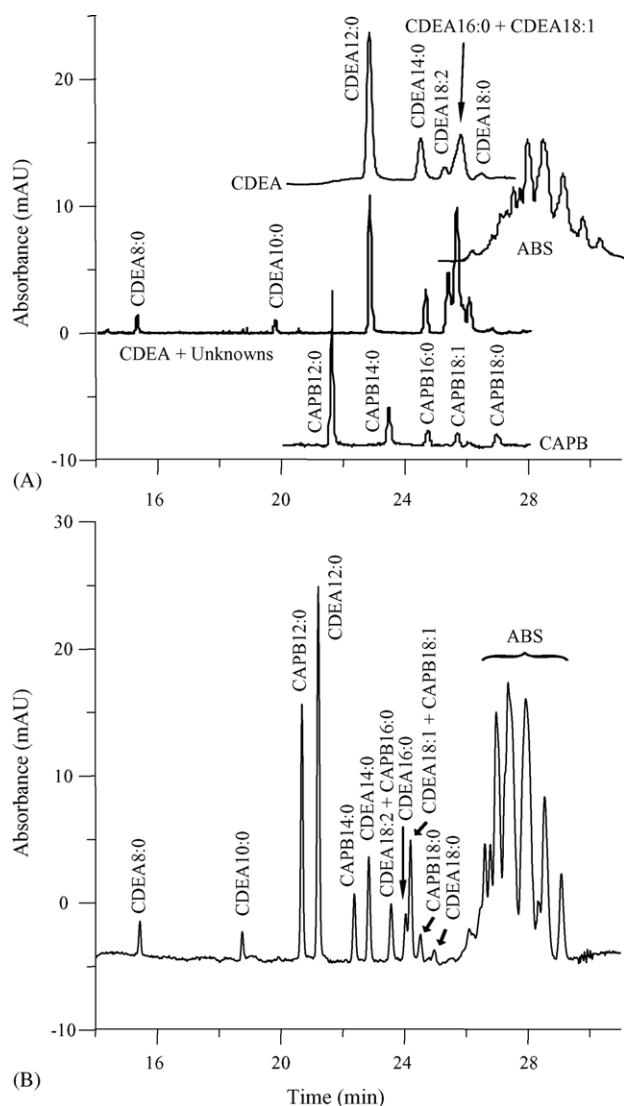 CDEA16:0 + CDEA18:1
CDEA12:0
CDEA14:0
CDEA18:2
CDEA18:0
20
CDEA
ABS
10
Absorbance (mAU)
CDEA8:0
CDEA10:0
0
CDEA + Unknowns
CAPB12:0
CAPB14:0
CAPB16:0
CAPB18:1
CAPB18:0
CAPB
-10
(A)
16
20
24
28
30
CAPB12:0
CDEA12:0
ABS
20
CAPB14:0
CDEA14:0
CDEA18:2 + CAPB16:0
CDEA16:0
CDEA18:1 + CAPB18:1
CAPB18:0
CDEA18:0
10
Absorbance (mAU)
CDEA8:0
CDEA10:0
0
-10
(B)
16
20
24
28
Time (min)